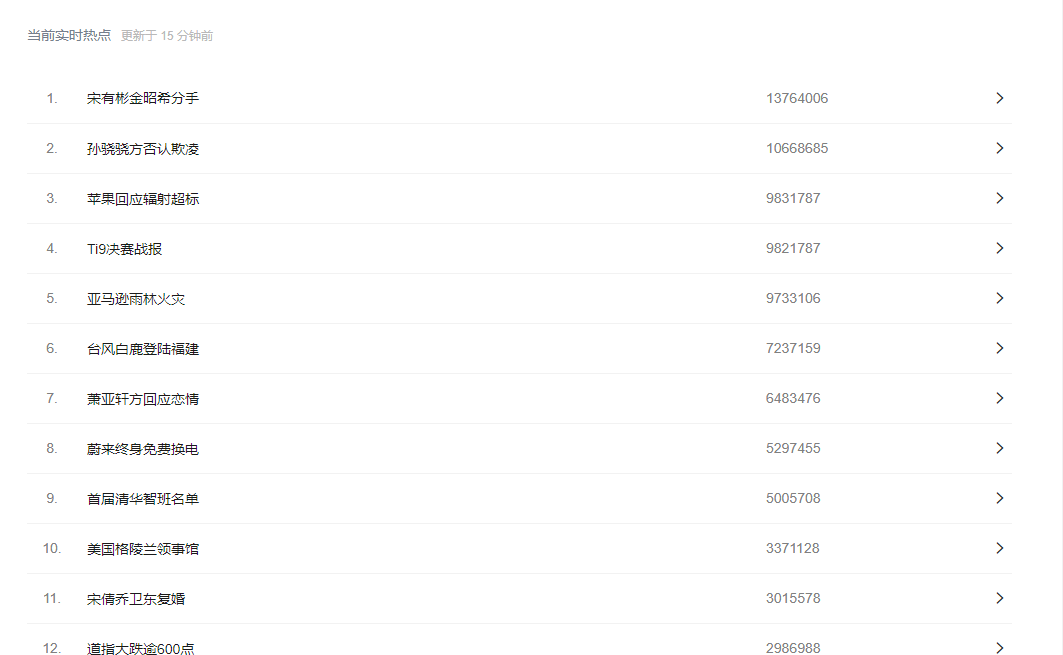 当前实时热点 更新于 15 分钟前
1. 宋有彬金昭希分手 13764006
2. 孙骁骁方否认欺凌 10668685
3. 苹果回应辐射超标 9831787
4. Ti9决赛战报 9821787
5. 亚马逊雨林火灾 9733106
6. 台风白鹿登陆福建 7237159
7. 萧亚轩方回应恋情 6483476
8. 蔚来终身免费换电 5297455
9. 首届清华智班名单 5005708
10. 美国格陵兰领事馆 3371128
11. 宋倩乔卫东复婚 3015578
12. 道指大跌逾600点 2986988